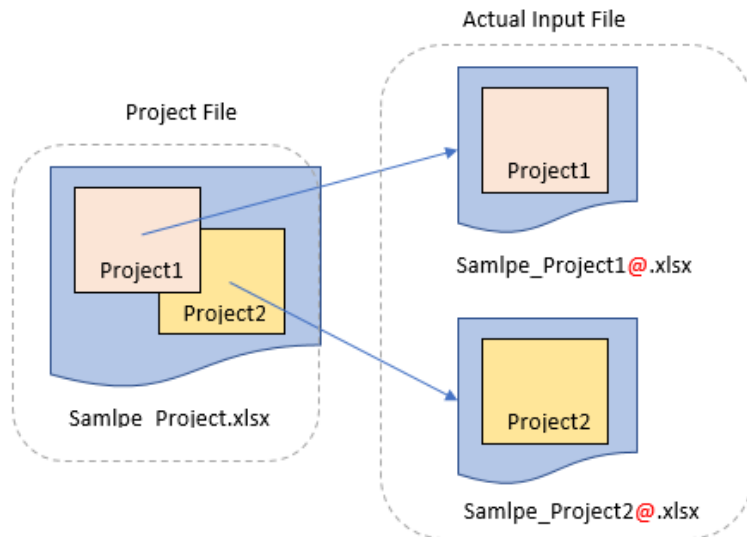 Actual Input File
Project File
Project1
Project2
Samlpe_Project.xlsx
Project1
Samlpe_Project1@.xlsx
Project2
Samlpe_Project2@.xlsx